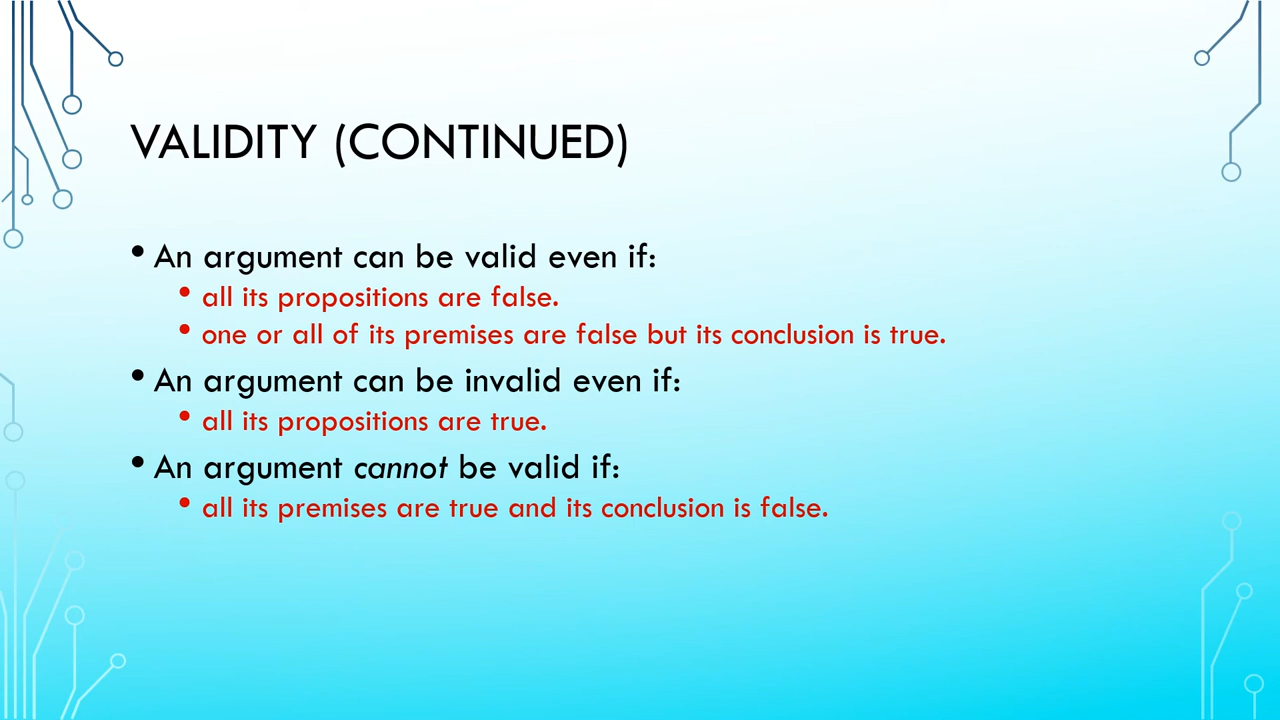 VALIDITY (CONTINUED)
• An argument can be valid even if:
• all its propositions are false.
• one or all of its premises are false but its conclusion is true.
• An argument can be invalid even if:
• all its propositions are true.
• An argument cannot be valid if:
• all its premises are true and its conclusion is false.